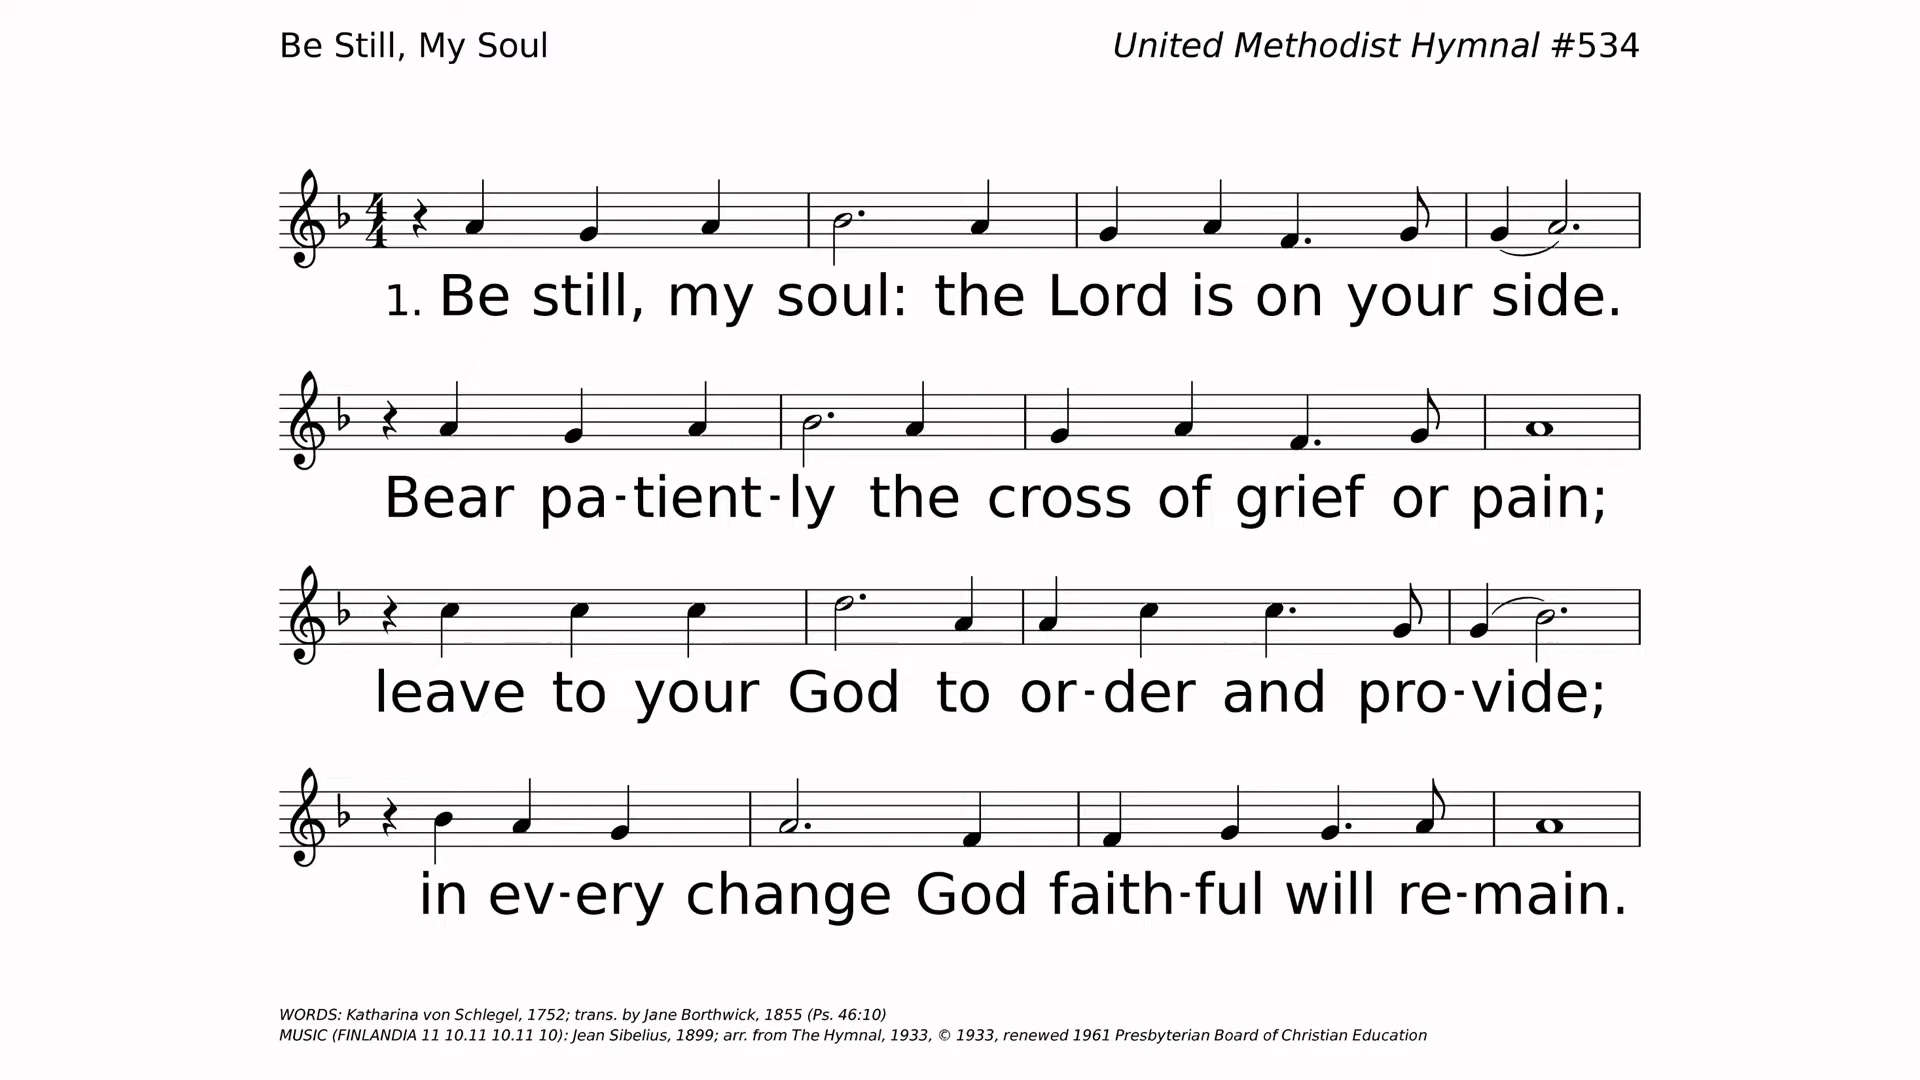 Be Still, My Soul
United Methodist Hymnal #534
4
4
1. Be still, my soul: the Lord is on your side.
Bear pa-tient-ly the cross of grief or pain;
leave to your God to or-der and pro-vide;
in ev-ery change God faith-ful will re-main.
WORDS: Katharina von Schlegel, 1752; trans. by Jane Borthwick, 1855 (Ps. 46:10)
MUSIC (FINLANDIA 11 10.11 10.11 10): Jean Sibelius, 1899; arr. from The Hymnal, 1933, © 1933, renewed 1961 Presbyterian Board of Christian Education